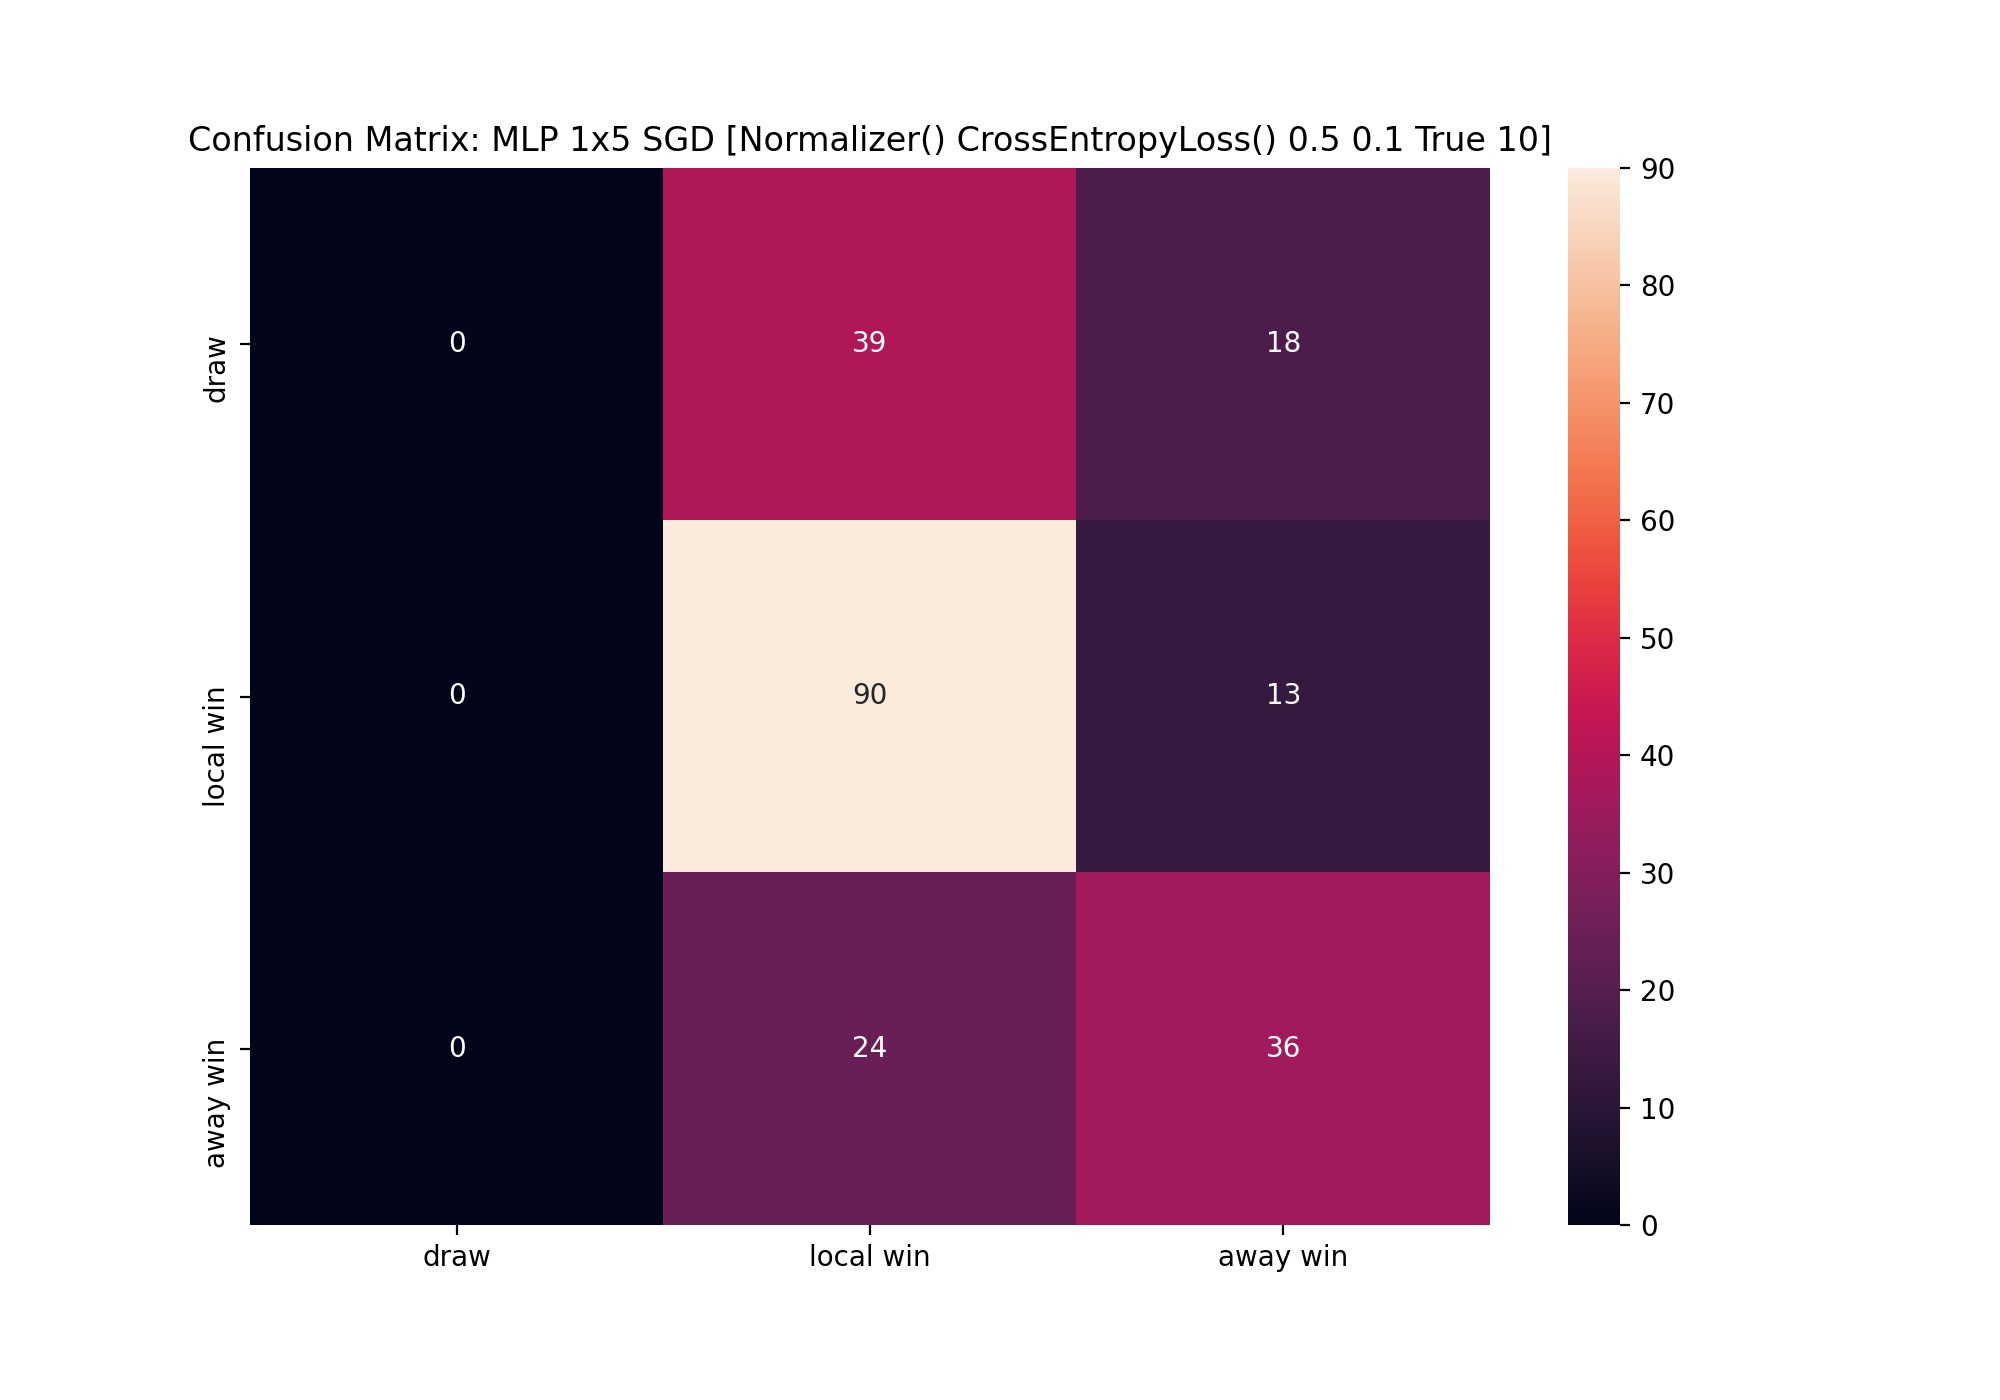 Confusion Matrix: MLP 1x5 SGD [Normalizer() CrossEntropyLoss() 0.5 0.1 True 10]
draw
0
39
18
local win
0
90
13
away win
0
24
36
draw
local win
away win
90
80
70
60
50
40
30
20
10
0